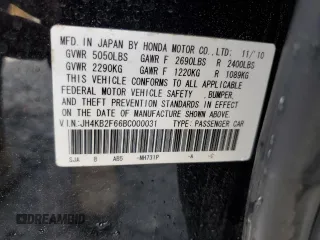 MFD. IN JAPAN BY HONDA MOTOR CO.,LTD. 11/'10
GVWR 5050LBS GAWR F 2690LBS R 2400LBS
GVWR 2290KG GAWR F 1220KG R 1089KG
THIS VEHICLE CONFORMS TO ALL APPLICABLE
FEDERAL MOTOR VEHICLE SAFETY ,BUMPER,
AND THEFT PREVENTION STANDARDS IN EFFECT
ON THE DATE OF MANUFACTURE SHOWN ABOVE.
V.I.N:JH4KB2F66BC000031 TYPE: PASSENGER CAR
SJA B ABS -NH731P -A -C
DREAMBID